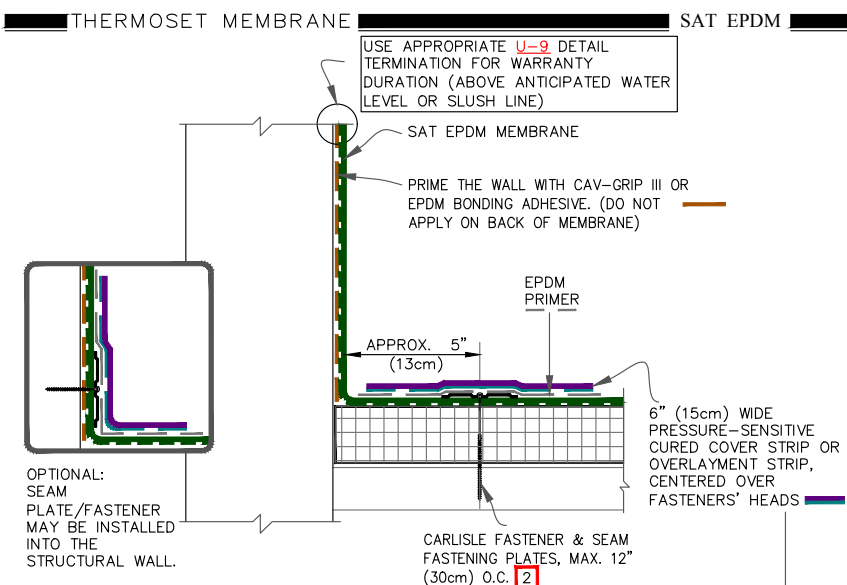 THERMOSET MEMBRANE
SAT EPDM
USE APPROPRIATE U-9 DETAIL
TERMINATION FOR WARRANTY
DURATION (ABOVE ANTICIPATED WATER
LEVEL OR SLUSH LINE)
SAT EPDM MEMBRANE
PRIME THE WALL WITH CAV-GRIP III OR
EPDM BONDING ADHESIVE. (DO NOT
APPLY ON BACK OF MEMBRANE)
EPDM
PRIMER
APPROX. 5"
(13cm)
6" (15cm) WIDE
PRESSURE-SENSITIVE
CURED COVER STRIP OR
OVERLAYMENT STRIP,
CENTERED OVER
FASTENERS' HEADS
OPTIONAL:
SEAM
PLATE/FASTENER
MAY BE INSTALLED
INTO THE
STRUCTURAL WALL.
CARLISLE FASTENER & SEAM
FASTENING PLATES, MAX. 12"
(30cm) O.C. 2